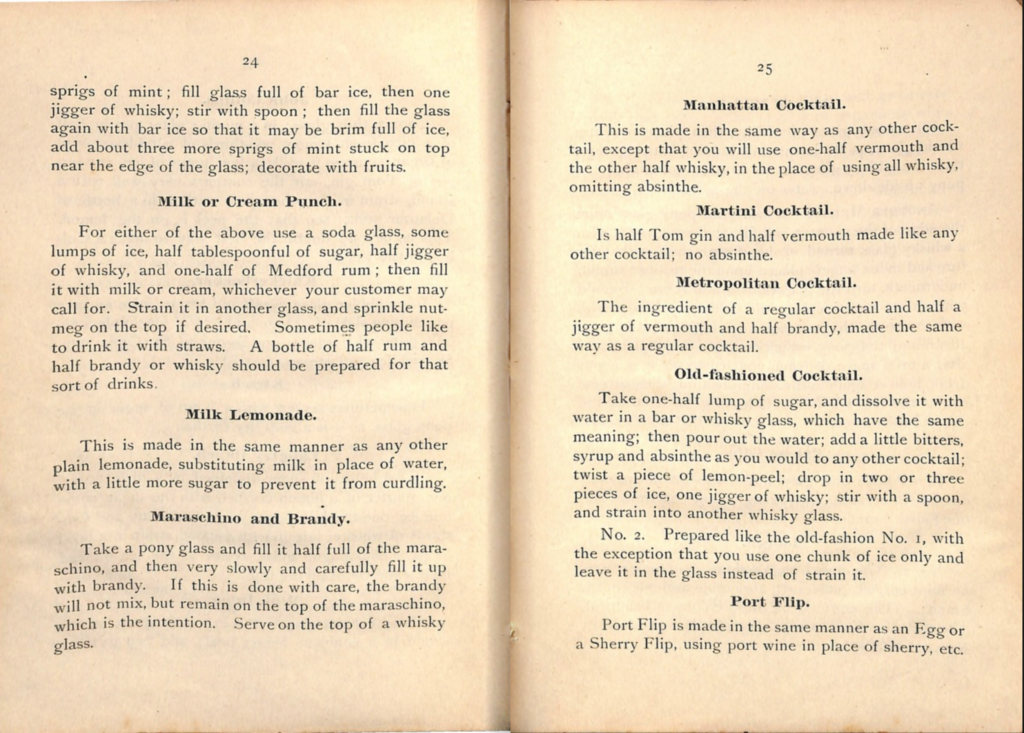 24
sprigs of mint; fill glass full of bar ice, then one
jigger of whisky; stir with spoon; then fill the glass
again with bar ice so that it may be brim full of ice,
add about three more sprigs of mint stuck on top
near the edge of the glass; decorate with fruits.
Milk or Cream Punch.
For either of the above use a soda glass, some
lumps of ice, half tablespoonful of sugar, half jigger
of whisky, and one-half of Medford rum; then fill
it with milk or cream, whichever your customer may
call for. Strain it in another glass, and sprinkle nut-
meg on the top if desired. Sometimes people like
to drink it with straws. A bottle of half rum and
half brandy or whisky should be prepared for that
sort of drinks.
Milk Lemonade.
This is made in the same manner as any other
plain lemonade, substituting milk in place of water,
with a little more sugar to prevent it from curdling.
Maraschino and Brandy.
Take a pony glass and fill it half full of the mara-
schino, and then very slowly and carefully fill it up
with brandy. If this is done with care, the brandy
will not mix, but remain on the top of the maraschino,
which is the intention. Serve on the top of a whisky
glass.
25
Manhattan Cocktail.
This is made in the same way as any other cock-
tail, except that you will use one-half vermouth and
the other half whisky, in the place of using all whisky,
omitting absinthe.
Martini Cocktail.
Is half Tom gin and half vermouth made like any
other cocktail; no absinthe.
Metropolitan Cocktail.
The ingredient of a regular cocktail and half a
jigger of vermouth and half brandy, made the same
way as a regular cocktail.
Old-fashioned Cocktail.
Take one-half lump of sugar, and dissolve it with
water in a bar or whisky glass, which have the same
meaning; then pour out the water; add a little bitters,
syrup and absinthe as you would to any other cocktail;
twist a piece of lemon-peel; drop in two or three
pieces of ice, one jigger of whisky; stir with a spoon,
and strain into another whisky glass.
No. 2. Prepared like the old-fashion No. 1, with
the exception that you use one chunk of ice only and
leave it in the glass instead of strain it.
Port Flip.
Port Flip is made in the same manner as an Egg or
a Sherry Flip, using port wine in place of sherry, etc.